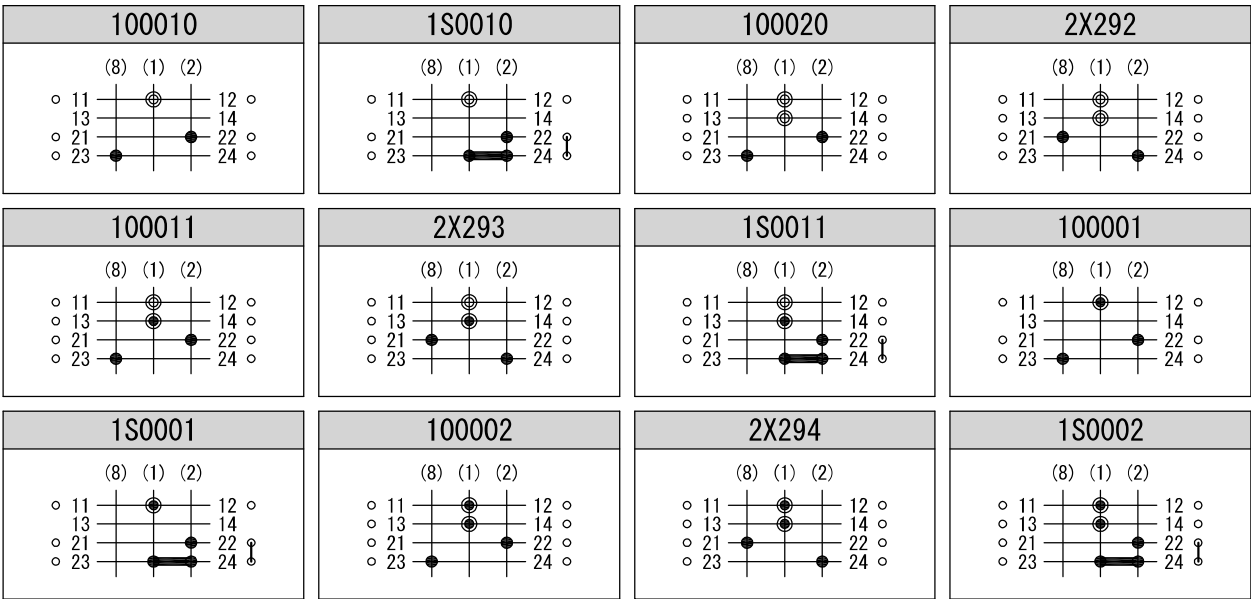 100010 1S0010 100020 2X292
(8) (1) (2) (8) (1) (2) (8) (1) (2) (8) (1) (2)
11 12 11 12 11 12 11 12
13 14 13 14 13 14 13 14
21 22 21 22 21 22 21 22
23 24 23 24 23 24 23 24
100011 2X293 1S0011 100001
(8) (1) (2) (8) (1) (2) (8) (1) (2) (8) (1) (2)
11 12 11 12 11 12 11 12
13 14 13 14 13 14 13 14
21 22 21 22 21 22 21 22
23 24 23 24 23 24 23 24
1S0001 100002 2X294 1S0002
(8) (1) (2) (8) (1) (2) (8) (1) (2) (8) (1) (2)
11 12 11 12 11 12 11 12
13 14 13 14 13 14 13 14
21 22 21 22 21 22 21 22
23 24 23 24 23 24 23 24